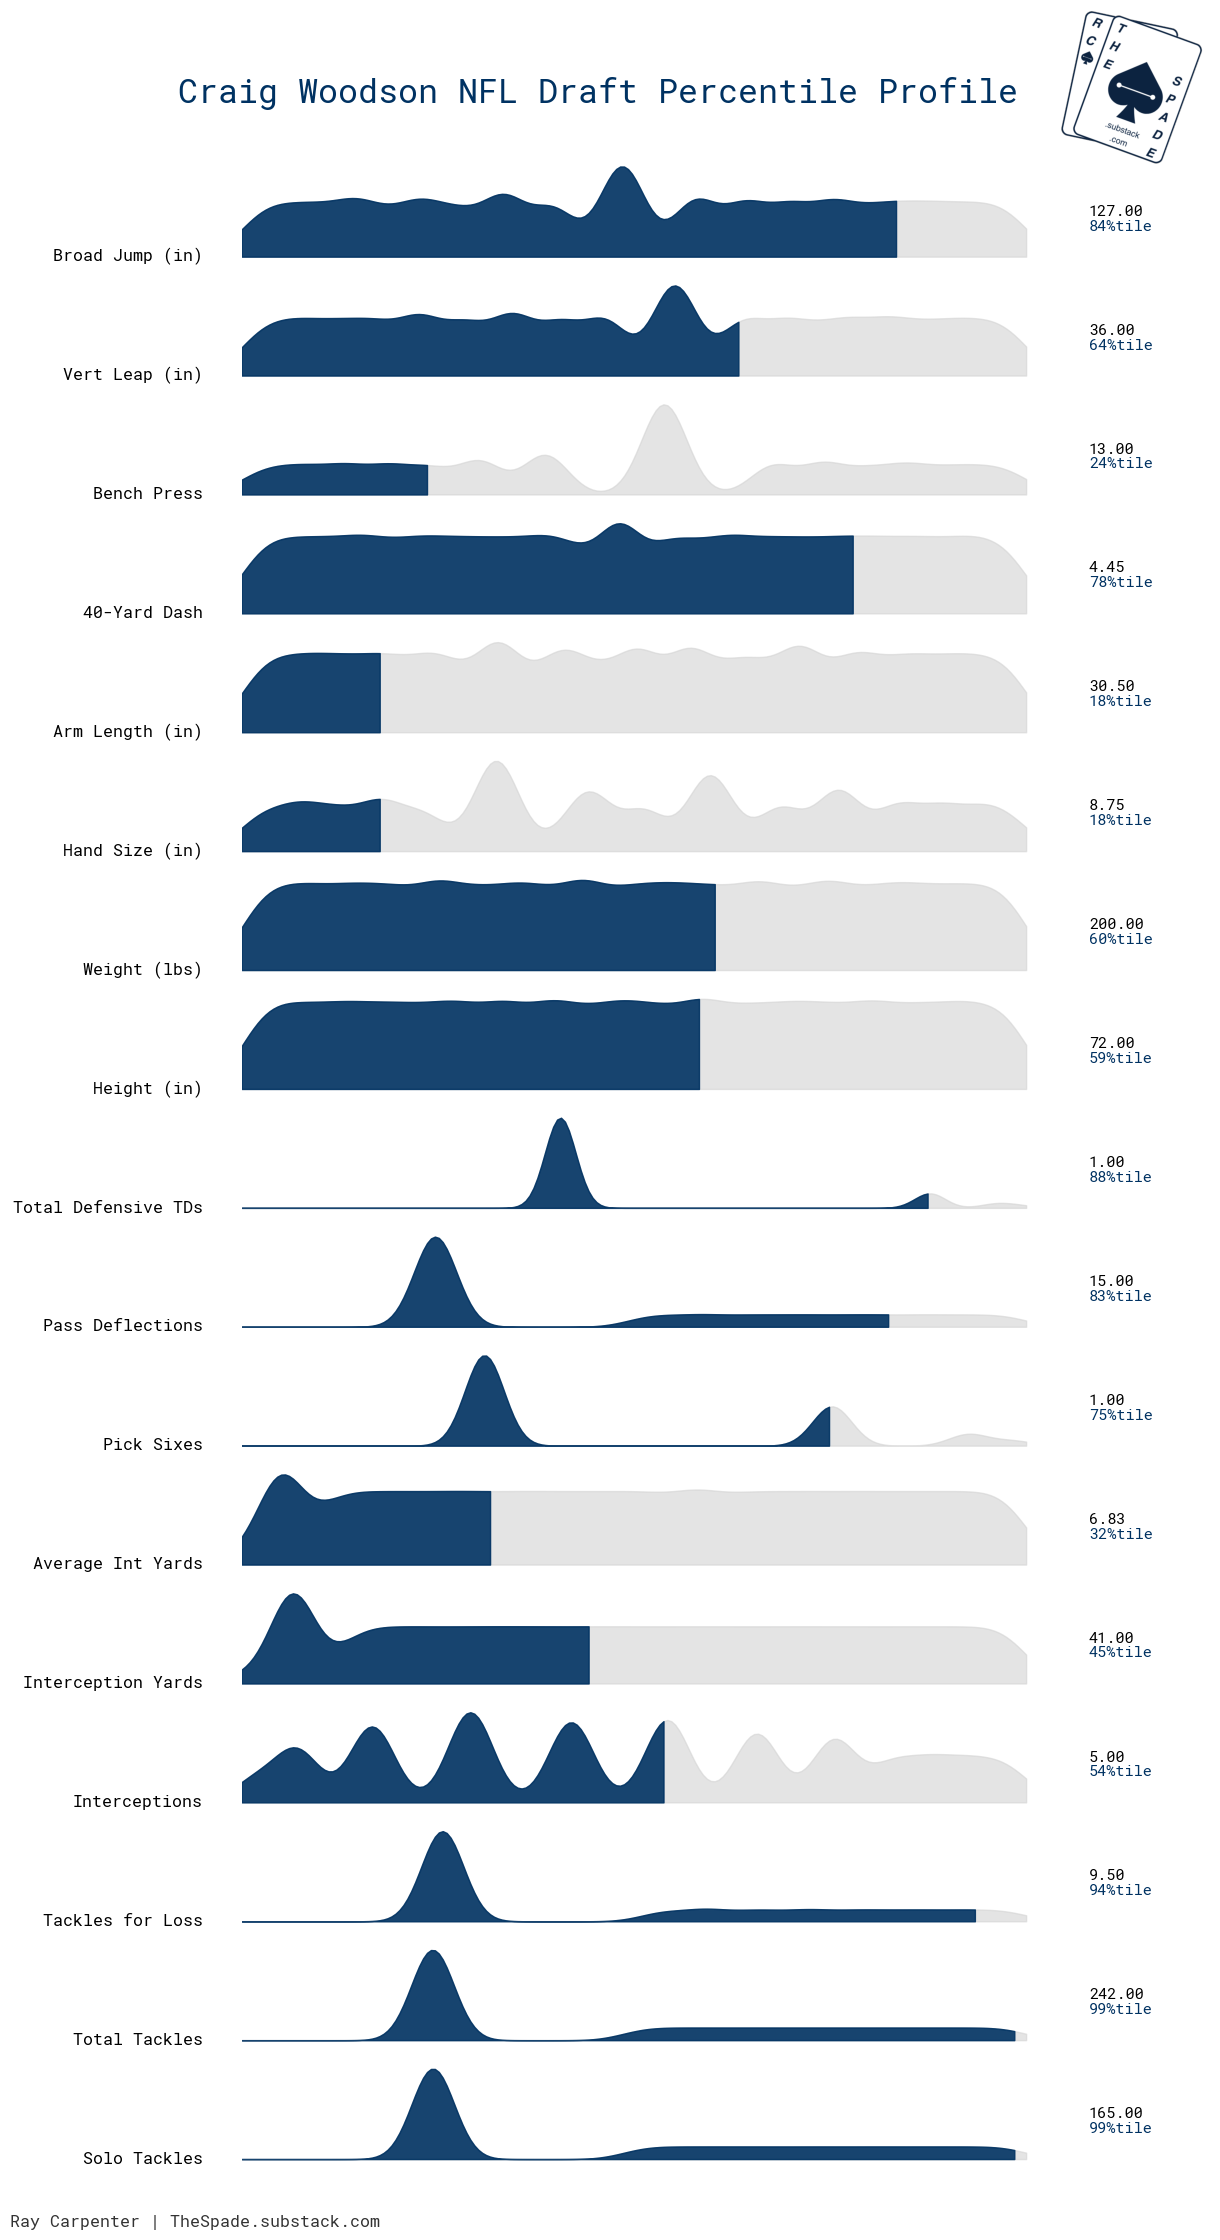 R
C
T
H
E
S
P
A
D
E
.substack
.com
Craig Woodson NFL Draft Percentile Profile
Broad Jump (in)
127.00
84%tile
Vert Leap (in)
36.00
64%tile
Bench Press
13.00
24%tile
40-Yard Dash
4.45
78%tile
Arm Length (in)
30.50
18%tile
Hand Size (in)
8.75
18%tile
Weight (lbs)
200.00
60%tile
Height (in)
72.00
59%tile
Total Defensive TDs
1.00
88%tile
Pass Deflections
15.00
83%tile
Pick Sixes
1.00
75%tile
Average Int Yards
6.83
32%tile
Interception Yards
41.00
45%tile
Interceptions
5.00
54%tile
Tackles for Loss
9.50
94%tile
Total Tackles
242.00
99%tile
Solo Tackles
165.00
99%tile
Ray Carpenter | TheSpade.substack.com